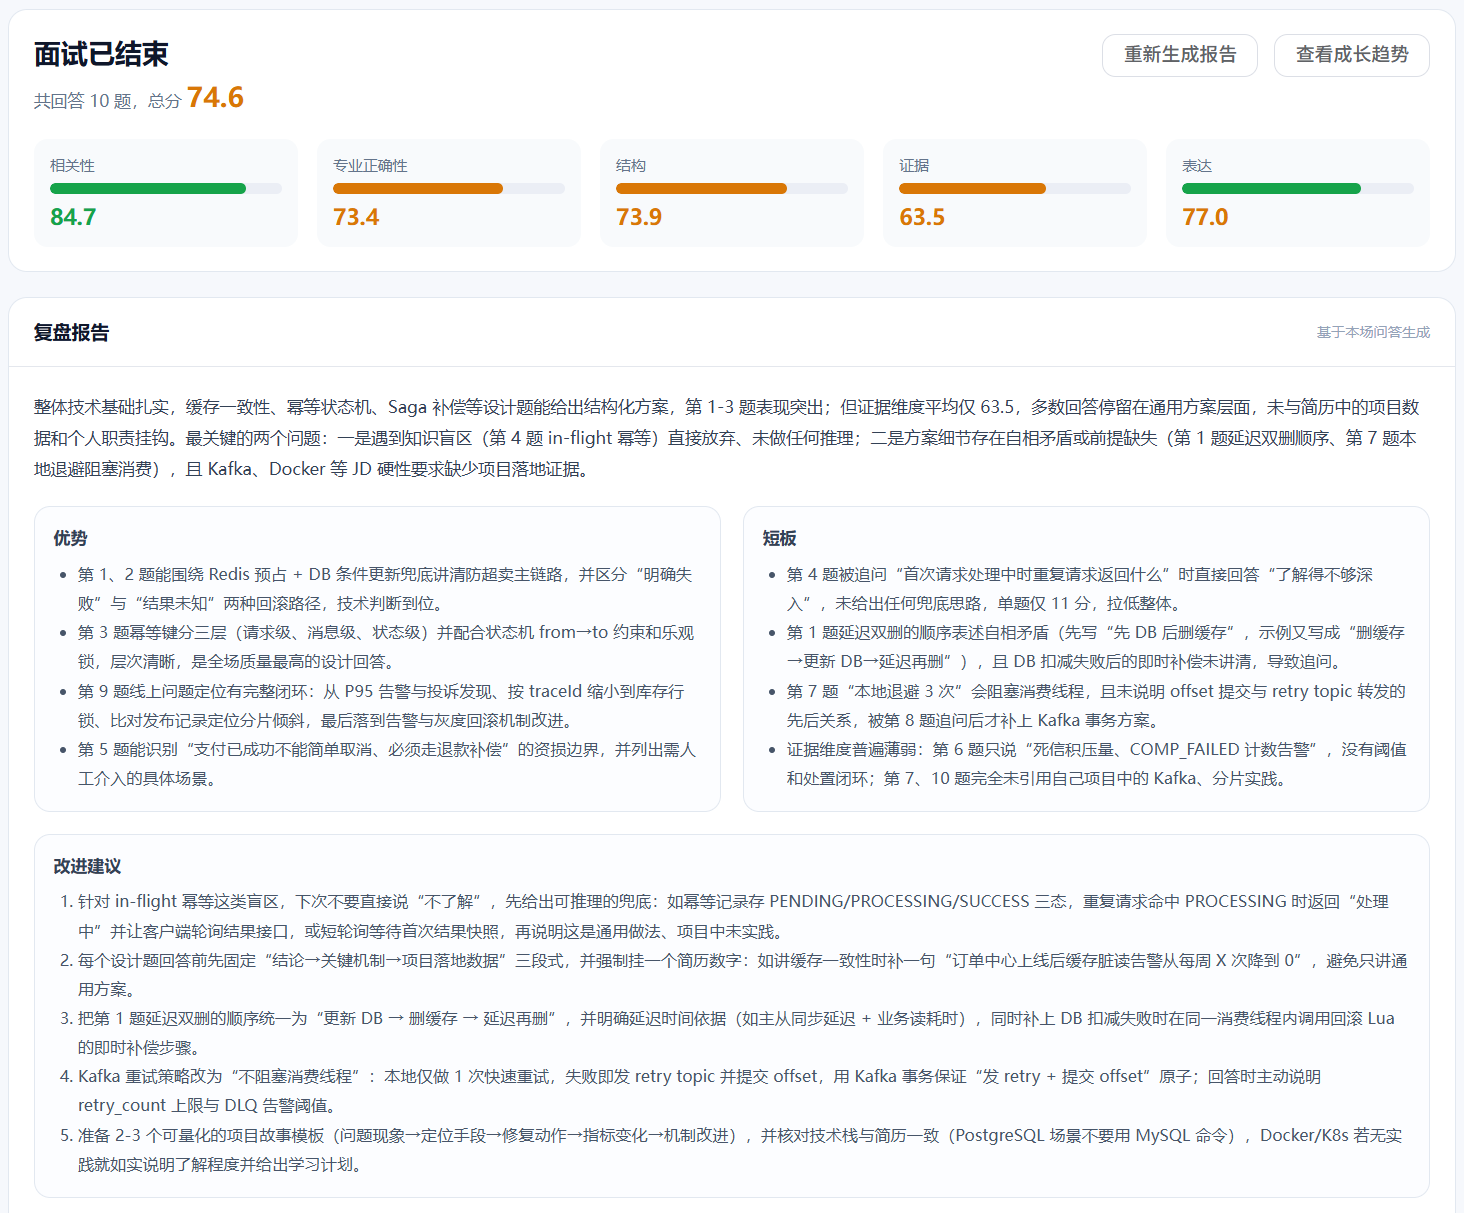 面试已结束
重新生成报告
查看成长趋势
共回答 10 题，总分 74.6
相关性
84.7
专业正确性
73.4
结构
73.9
证据
63.5
表达
77.0
复盘报告
基于本场问答生成
整体技术基础扎实，缓存一致性、幂等状态机、Saga 补偿等设计题能给出结构化方案，第 1-3 题表现突出；但证据维度平均仅 63.5，多数回答停留在通用方案层面，未与简历中的项目数
据和个人职责挂钩。最关键的两个问题：一是遇到知识盲区（第 4 题 in-flight 幂等）直接放弃、未做任何推理；二是方案细节存在自相矛盾或前提缺失（第 1 题延迟双删顺序、第 7 题本
地退避阻塞消费），且 Kafka、Docker 等 JD 硬性要求缺少项目落地证据。
优势
• 第 1、2 题能围绕 Redis 预占 + DB 条件更新兜底讲清防超卖主链路，并区分“明确失
败”与“结果未知”两种回滚路径，技术判断到位。
• 第 3 题幂等键分三层（请求级、消息级、状态级）并配合状态机 from→to 约束和乐观
锁，层次清晰，是全场质量最高的设计回答。
• 第 9 题线上问题定位有完整闭环：从 P95 告警与投诉发现、按 traceId 缩小到库存行
锁、比对发布记录定位分片倾斜，最后落到告警与灰度回滚机制改进。
• 第 5 题能识别“支付已成功不能简单取消、必须走退款补偿”的资损边界，并列出需人
工介入的具体场景。
短板
• 第 4 题被追问“首次请求处理中时重复请求返回什么”时直接回答“了解得不够深
入”，未给出任何兜底思路，单题仅 11 分，拉低整体。
• 第 1 题延迟双删的顺序表述自相矛盾（先写“先 DB 后删缓存”，示例又写成“删缓存
→更新 DB→延迟再删”），且 DB 扣减失败后的即时补偿未讲清，导致追问。
• 第 7 题“本地退避 3 次”会阻塞消费线程，且未说明 offset 提交与 retry topic 转发的
先后关系，被第 8 题追问后才补上 Kafka 事务方案。
• 证据维度普遍薄弱：第 6 题只说“死信积压量、COMP_FAILED 计数告警”，没有阈值
和处置闭环；第 7、10 题完全未引用自己项目中的 Kafka、分片实践。
改进建议
1. 针对 in-flight 幂等这类盲区，下次不要直接说“不了解”，先给出可推理的兜底：如幂等记录存 PENDING/PROCESSING/SUCCESS 三态，重复请求命中 PROCESSING 时返回“处理
中”并让客户端轮询结果接口，或短轮询等待首次结果快照，再说明这是通用做法、项目中未实践。
2. 每个设计题回答前先固定“结论→关键机制→项目落地数据”三段式，并强制挂一个简历数字：如讲缓存一致性时补一句“订单中心上线后缓存脏读告警从每周 X 次降到 0”，避免只讲通
用方案。
3. 把第 1 题延迟双删的顺序统一为“更新 DB → 删缓存 → 延迟再删”，并明确延迟时间依据（如主从同步延迟 + 业务读耗时），同时补上 DB 扣减失败时在同一消费线程内调用回滚 Lua
的即时补偿步骤。
4. Kafka 重试策略改为“不阻塞消费线程”：本地仅做 1 次快速重试，失败即发 retry topic 并提交 offset，用 Kafka 事务保证“发 retry + 提交 offset”原子；回答时主动说明
retry_count 上限与 DLQ 告警阈值。
5. 准备 2-3 个可量化的项目故事模板（问题现象→定位手段→修复动作→指标变化→机制改进），并核对技术栈与简历一致（PostgreSQL 场景不要用 MySQL 命令），Docker/K8s 若无实
践就如实说明了解程度并给出学习计划。